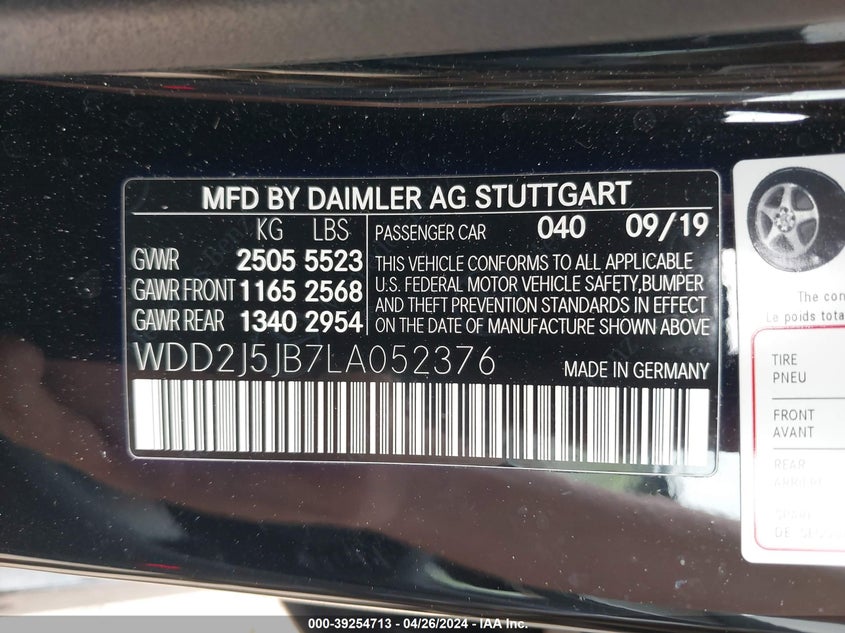 MFD BY DAIMLER AG STUTTGART
KG LBS
GVWR 2505 5523
GAWR FRONT 1165 2568
GAWR REAR 1340 2954
PASSENGER CAR 040 09/19
THIS VEHICLE CONFORMS TO ALL APPLICABLE
U.S. FEDERAL MOTOR VEHICLE SAFETY,BUMPER
AND THEFT PREVENTION STANDARDS IN EFFECT
ON THE DATE OF MANUFACTURE SHOWN ABOVE
WDD2J5JB7LA052376
MADE IN GERMANY
The com
Le poids tota
TIRE
PNEU
FRONT
AVANT
REAR
ARRIERE
000-39254713 - 04/26/2024 - IAA Inc.